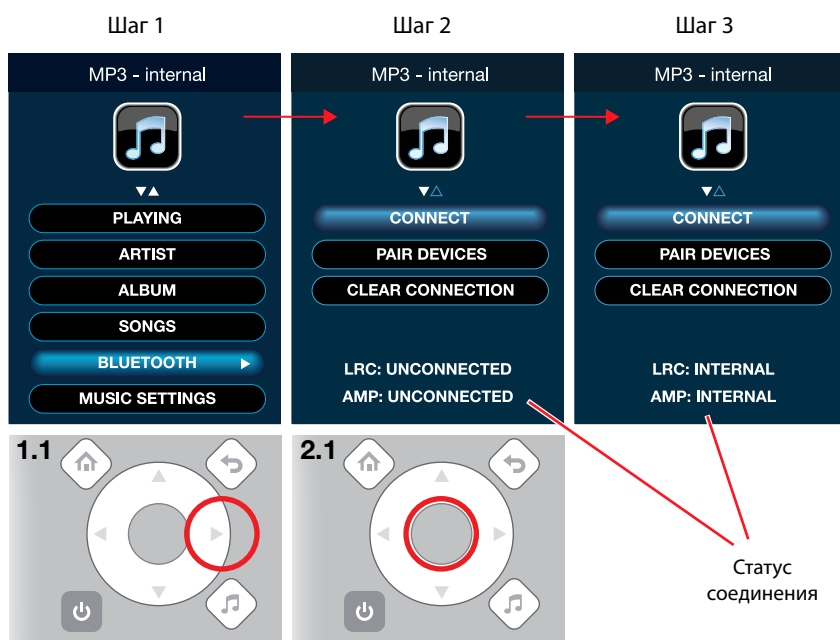 Шаг 1
Шаг 2
Шаг 3
MP3 - internal
PLAYING
ARTIST
ALBUM
SONGS
BLUETOOTH
MUSIC SETTINGS
MP3 - internal
CONNECT
PAIR DEVICES
CLEAR CONNECTION
LRC: UNCONNECTED
AMP: UNCONNECTED
MP3 - internal
CONNECT
PAIR DEVICES
CLEAR CONNECTION
LRC: INTERNAL
AMP: INTERNAL
1.1
2.1
Статус
соединения